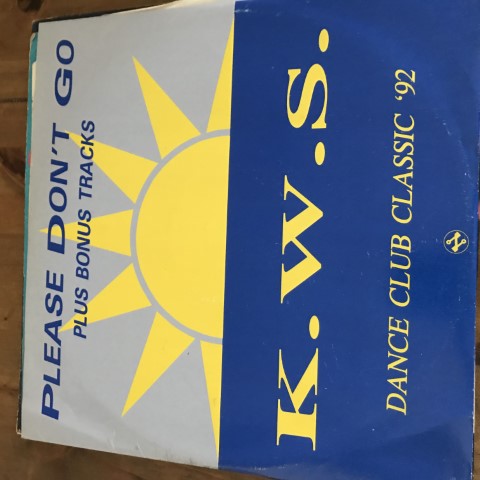 PLEASE DON'T GO
PLUS BONUS TRACKS
K.W.S.
DANCE CLUB CLASSIC '92